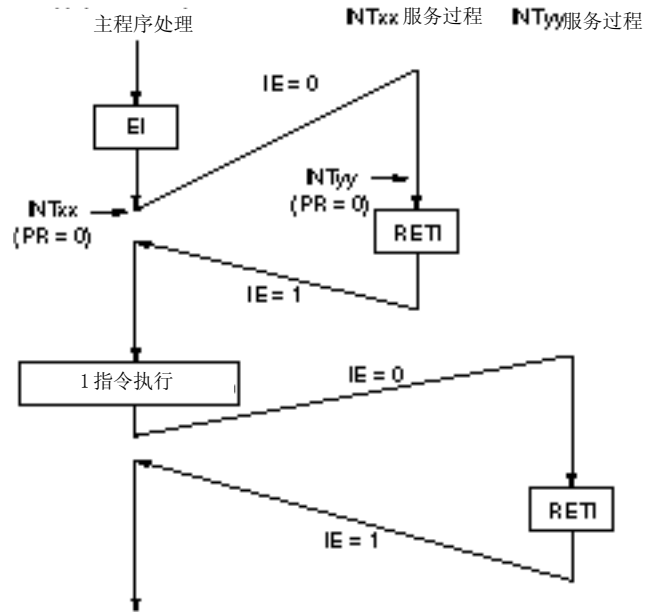 主程序处理
INTxx 服务过程
INTyy服务过程
IE = 0
EI
INTyy
(PR = 0)
INTxx
(PR = 0)
RETI
IE = 1
1指令执行
IE = 0
RETI
IE = 1